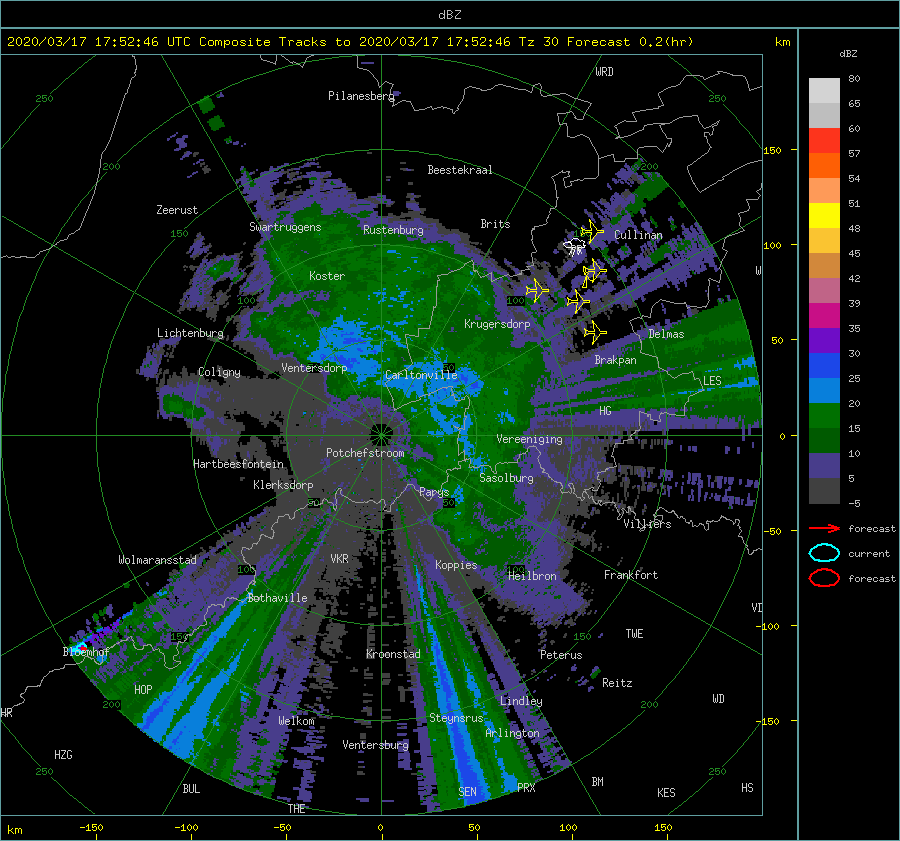 dBZ
2020/03/17 17:52:46 UTC Composite Tracks to 2020/03/17 17:52:46 Tz 30 Forecast 0.2(hr) km
dBZ
WRD
80
Pilanesberg
250
250
65
60
150
57
200
200
Beestekraal
54
Zeerust
51
Swartruggens
Rustenburg
Brits
150
Cullinan
48
100
45
Koster
42
100
100
39
Lichtenburg
Krugersdorp
Delmas
35
50
Coligny
Ventersdorp
Carltonville
Brakpan
30
LES
25
HG
20
0
Vereeniging
15
Potchefstroom
10
Hartbeesfontein
Sasolburg
5
Klerksdorp
Parys
-5
50
50
Villiers
forecast
-50
Wolmaransstad
VKR
Koppies
current
100
100
Heilbron
Frankfort
forecast
Bothaville
-100
150
150
TWE
Bloemhof
Kroonstad
Peterus
HOP
Reitz
200
Lindley
200
WD
HR
Welkom
Steynsrus
-150
Arlington
HZG
Ventersburg
250
250
BUL
SEN
PRX
BM
KES
HS
THE
km
-150
-100
-50
0
50
100
150